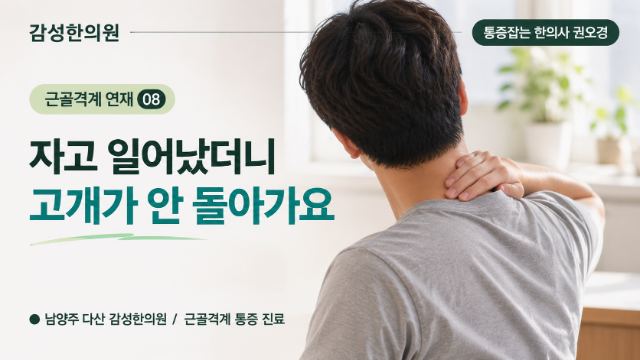 감성한의원
통증잡는 한의사 권오경
근골격계 연재 08
자고 일어났더니
고개가 안 돌아가요
● 남양주 다산 감성한의원 / 근골격계 통증 진료